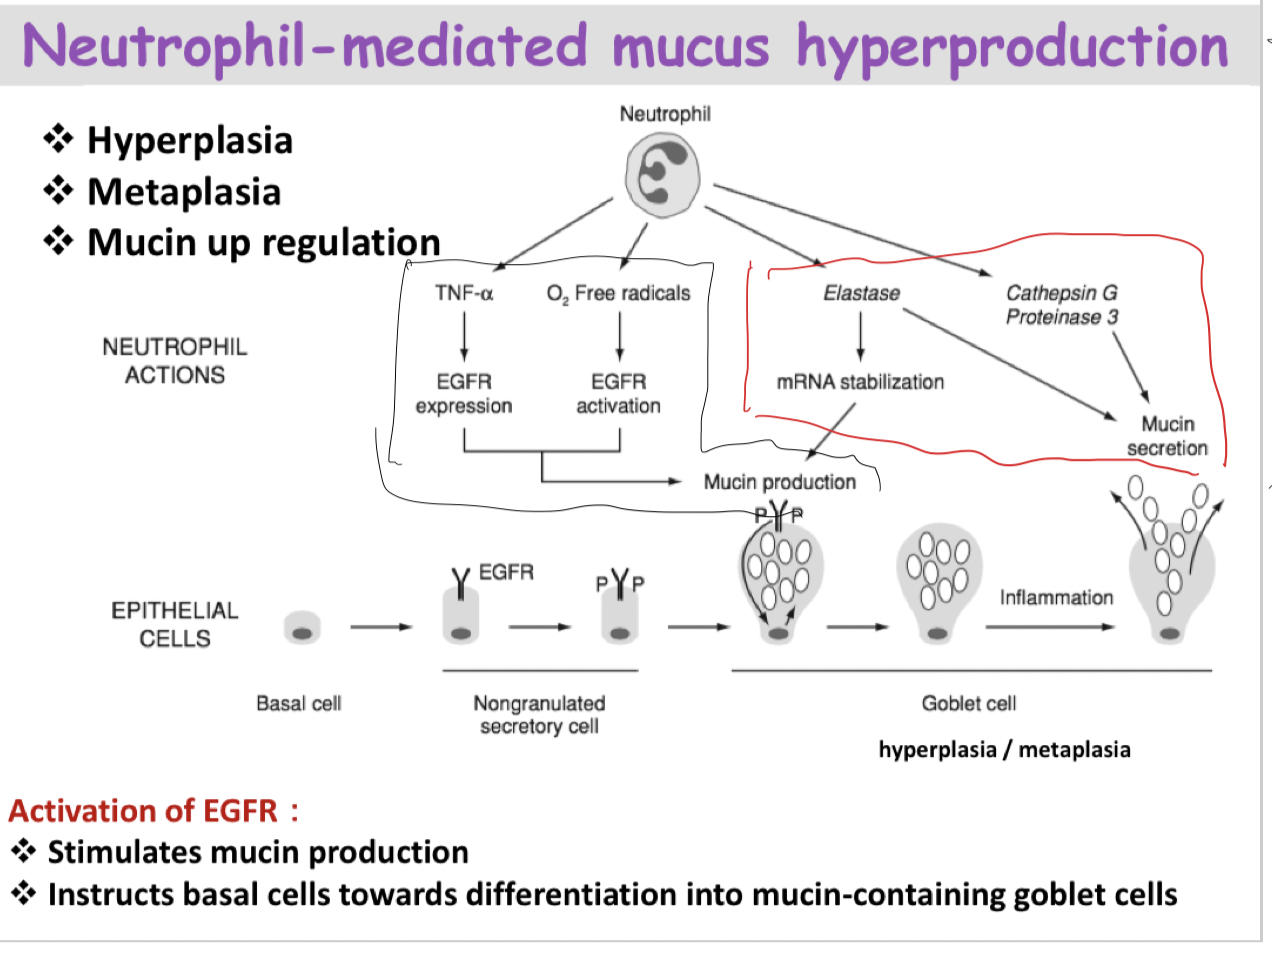 Neutrophil-mediated mucus hyperproduction
❖ Hyperplasia
❖ Metaplasia
❖ Mucin up regulation
Neutrophil
NEUTROPHIL
ACTIONS
TNF-α
O₂ Free radicals
Elastase
Cathepsin G
Proteinase 3
EGFR
expression
EGFR
activation
mRNA stabilization
Mucin
secretion
Mucin production
P P
EPITHELIAL
CELLS
EGFR
P P
Inflammation
Basal cell
Nongranulated
secretory cell
Goblet cell
hyperplasia / metaplasia
Activation of EGFR :
❖ Stimulates mucin production
❖ Instructs basal cells towards differentiation into mucin-containing goblet cells